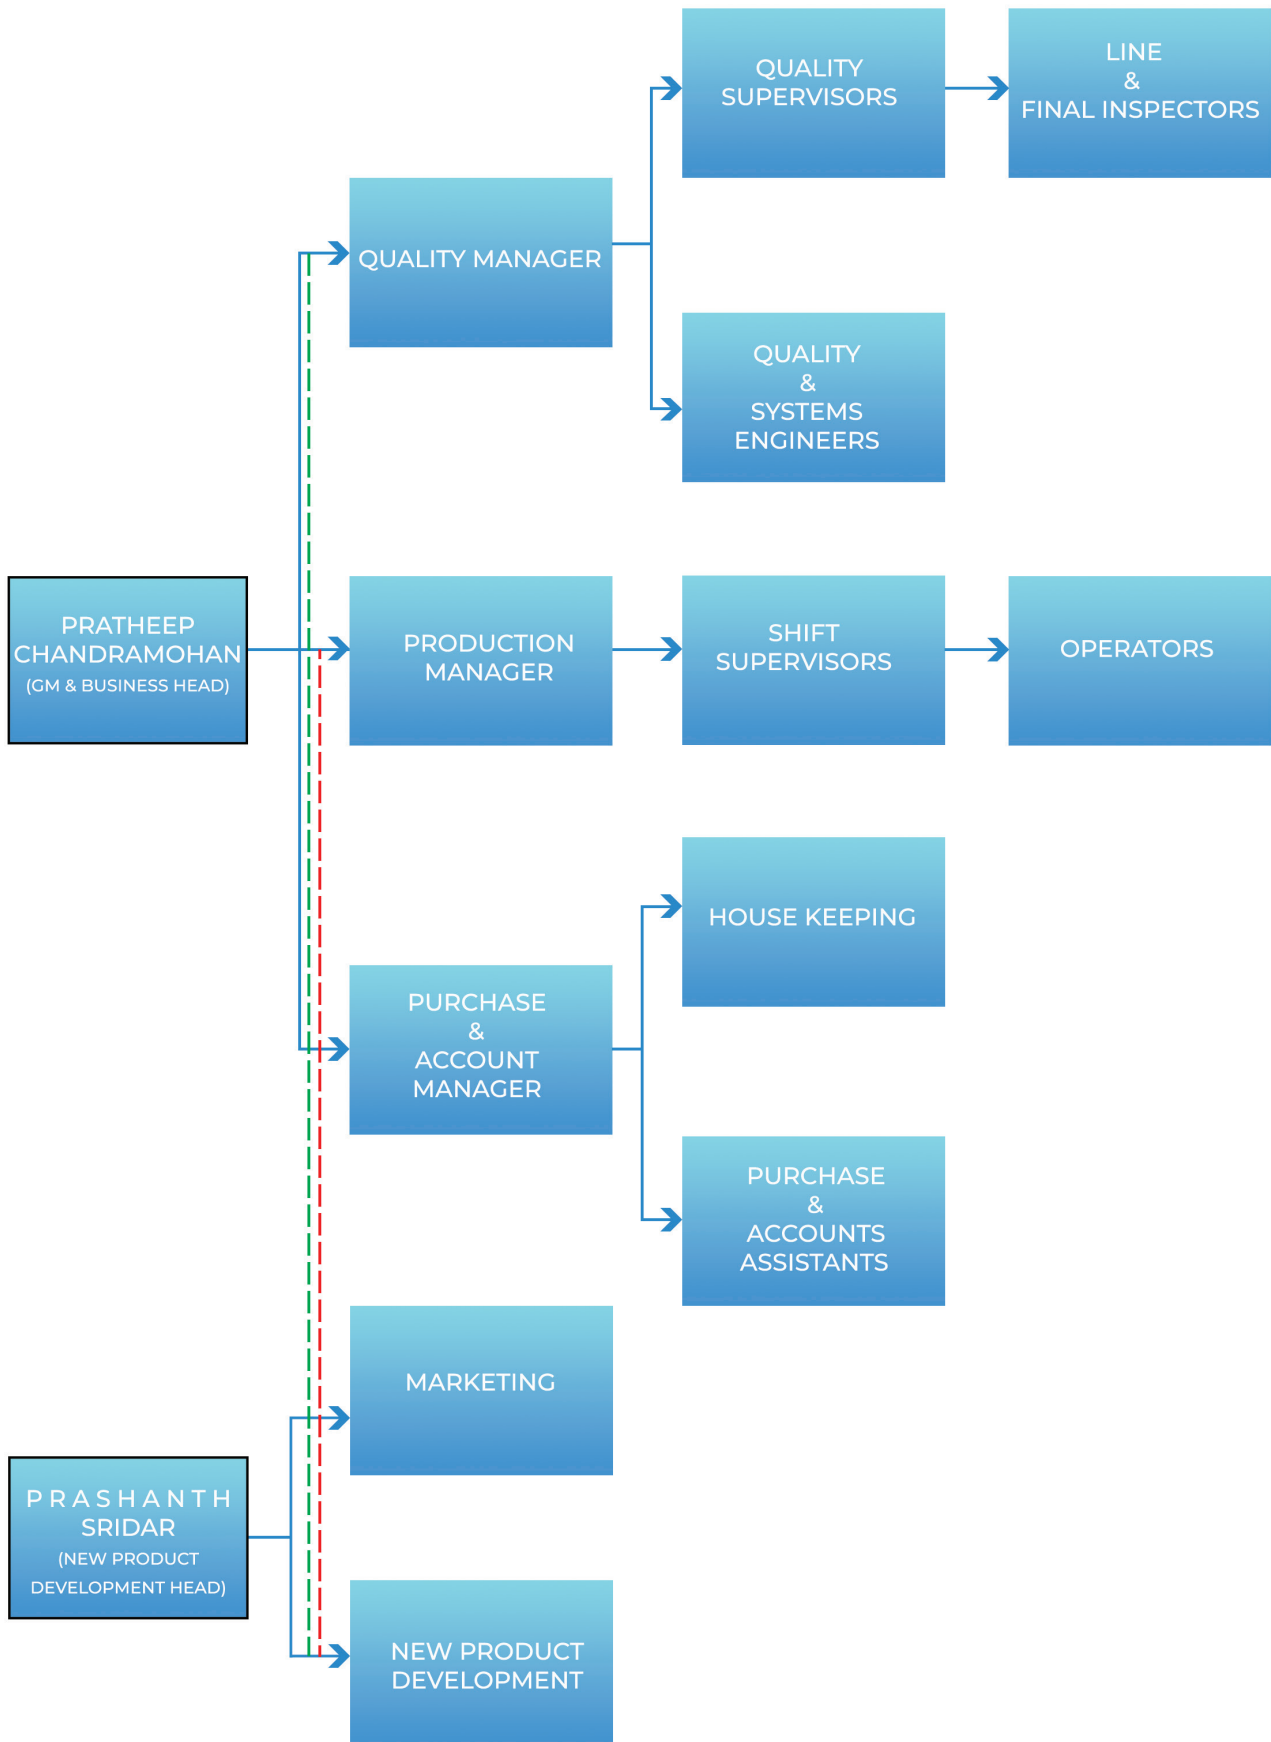 QUALITY
SUPERVISORS
LINE
&
FINAL INSPECTORS
QUALITY MANAGER
QUALITY
&
SYSTEMS
ENGINEERS
PRATHEEP
CHANDRAMOHAN
(GM & BUSINESS HEAD)
PRODUCTION
MANAGER
SHIFT
SUPERVISORS
OPERATORS
HOUSE KEEPING
PURCHASE
&
ACCOUNT
MANAGER
PURCHASE
&
ACCOUNTS
ASSISTANTS
MARKETING
PRASHANTH
SRIDAR
(NEW PRODUCT
DEVELOPMENT HEAD)
NEW PRODUCT
DEVELOPMENT